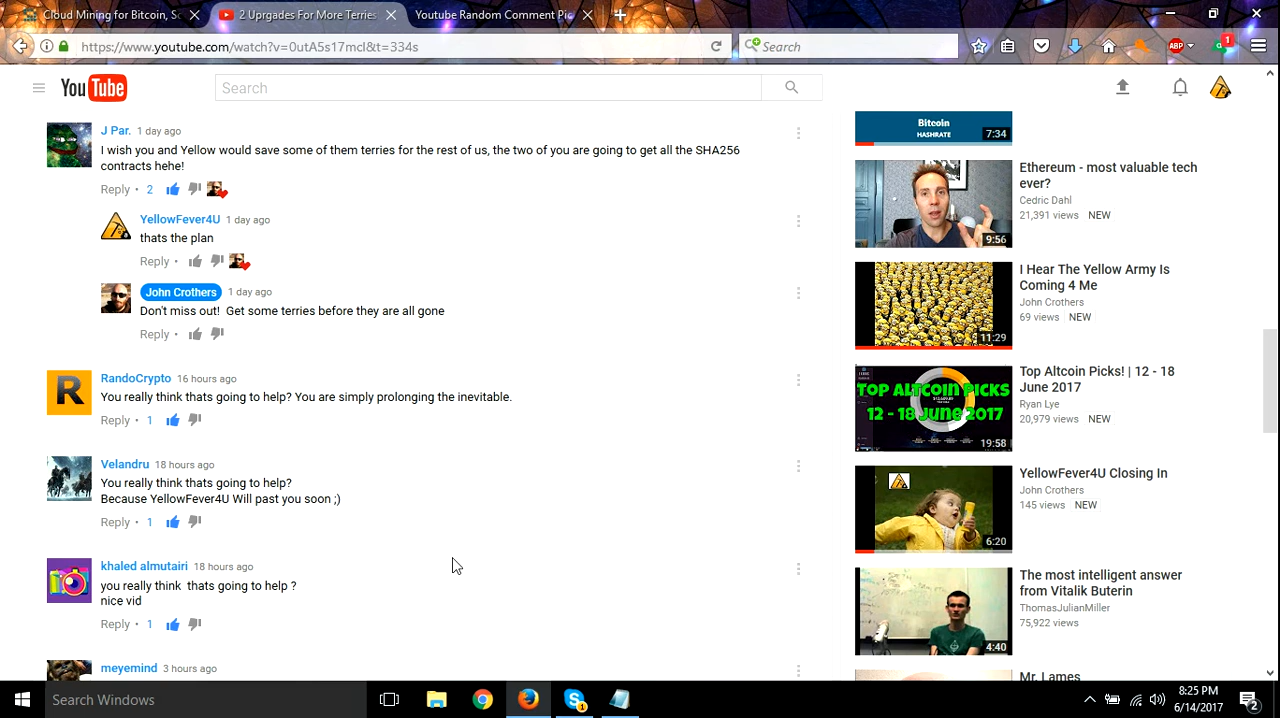 Cloud Mining for Bitcoin, Sc
2 Uprgades For More Terries
Youtube Random Comment Pic
https://www.youtube.com/watch?v=0utA5s17mcI&t=334s
Search
ABP
1
YouTube
Search
J Par. 1 day ago
I wish you and Yellow would save some of them terries for the rest of us, the two of you are going to get all the SHA256
contracts hehe!
Reply • 2
YellowFever4U 1 day ago
thats the plan
Reply •
John Crothers 1 day ago
Don't miss out! Get some terries before they are all gone
Reply •
R
RandoCrypto 16 hours ago
You really think thats going to help? You are simply prolonging the inevitable.
Reply • 1
Velandru 18 hours ago
You really think thats going to help?
Because YellowFever4U Will past you soon ;)
Reply • 1
khaled almutairi 18 hours ago
you really think thats going to help ?
nice vid
Reply • 1
meyemind 3 hours ago
Bitcoin
HASHRATE
7:34
Ethereum - most valuable tech
ever?
Cedric Dahl
21,391 views NEW
9:56
I Hear The Yellow Army Is
Coming 4 Me
John Crothers
69 views NEW
11:29
TOP ALTCOIN PICKS
12 - 18 JUNE 2017
19:58
Top Altcoin Picks! | 12 - 18
June 2017
Ryan Lye
20,979 views NEW
YellowFever4U Closing In
John Crothers
145 views NEW
6:20
The most intelligent answer
from Vitalik Buterin
ThomasJulianMiller
75,922 views
4:40
Mr. Lames
Search Windows
1
8:25 PM
6/14/2017
2